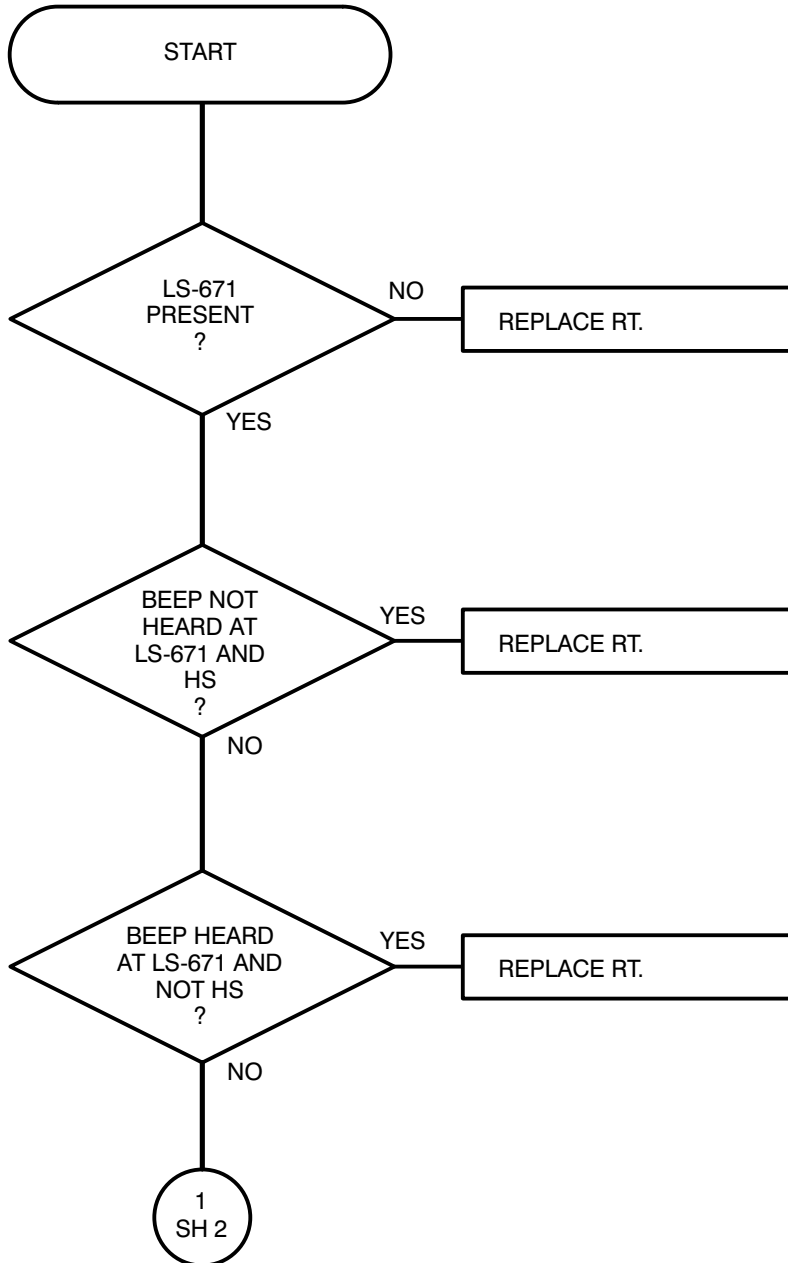 START
LS-671
PRESENT
?
NO
REPLACE RT.
YES
BEEP NOT
HEARD AT
LS-671 AND
HS
?
YES
REPLACE RT.
NO
BEEP HEARD
AT LS-671 AND
NOT HS
?
YES
REPLACE RT.
NO
1
SH 2